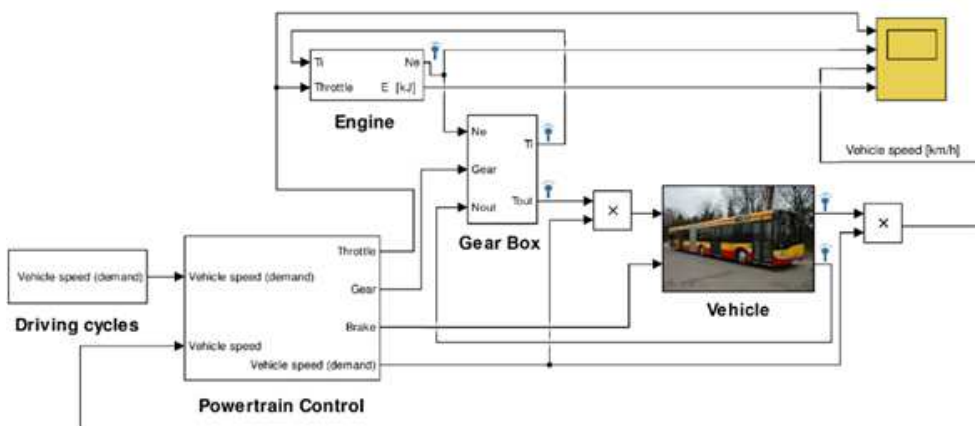 Ti
Ne
Throttle
E [kJ]
Engine
Ne
Ti
Gear
Tout
Nout
Gear Box
Vehicle speed [km/h]
×
×
Vehicle
Vehicle speed (demand)
Driving cycles
Throttle
Vehicle speed (demand)
Gear
Brake
Vehicle speed
Vehicle speed (demand)
Powertrain Control